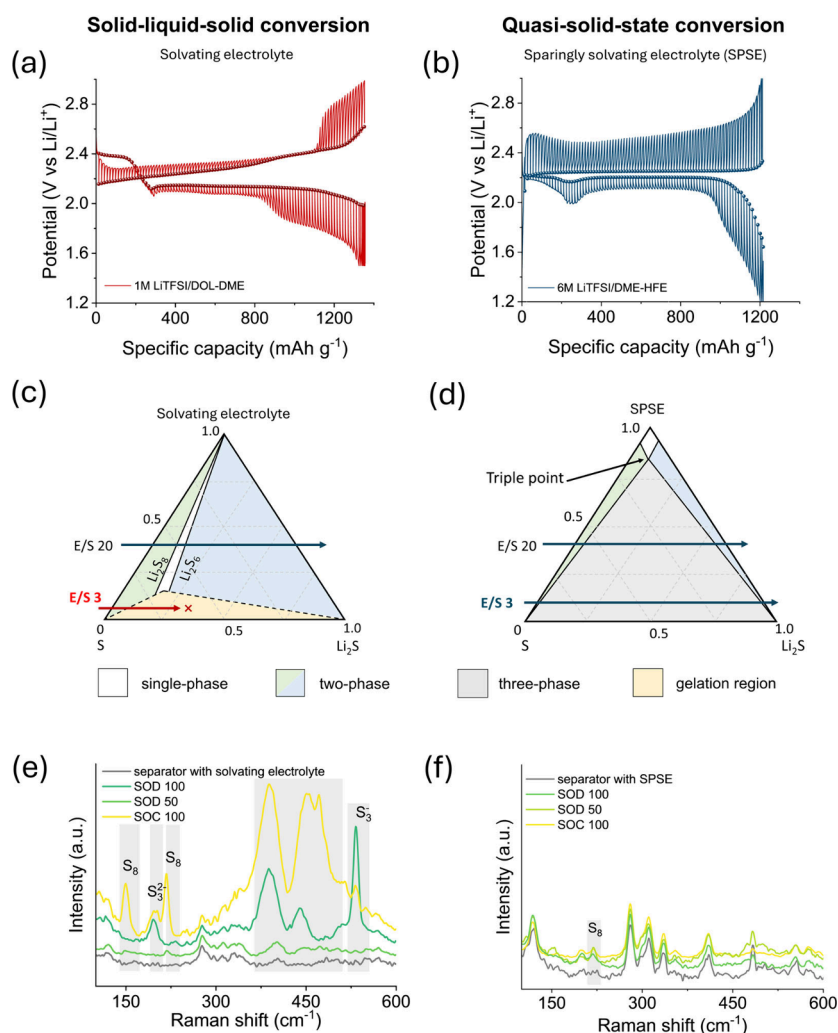 Solid-liquid-solid conversion
Quasi-solid-state conversion
(a)
Solvating electrolyte
2.8
2.4
2.0
1.6
1.2
Potential (V vs Li/Li⁺)
1M LiTFSI/DOL-DME
0
400
800
1200
Specific capacity (mAh g⁻¹)
(b)
Sparingly solvating electrolyte (SPSE)
2.8
2.4
2.0
1.6
1.2
Potential (V vs Li/Li⁺)
6M LiTFSI/DME-HFE
0
400
800
1200
Specific capacity (mAh g⁻¹)
(c)
Solvating electrolyte
1.0
0.5
E/S 20
Li₂S₈
Li₂S₆
E/S 3
×
0
0.5
1.0
S
Li₂S
(d)
SPSE
1.0
Triple point
0.5
E/S 20
E/S 3
0
0.5
1.0
S
Li₂S
single-phase
two-phase
three-phase
gelation region
(e)
separator with solvating electrolyte
SOD 100
SOD 50
SOC 100
S₈
S₃²⁻
S₈
S₃⁻
Intensity (a.u.)
150
300
450
600
Raman shift (cm⁻¹)
(f)
separator with SPSE
SOD 100
SOD 50
SOC 100
S₈
Intensity (a.u.)
150
300
450
600
Raman shift (cm⁻¹)